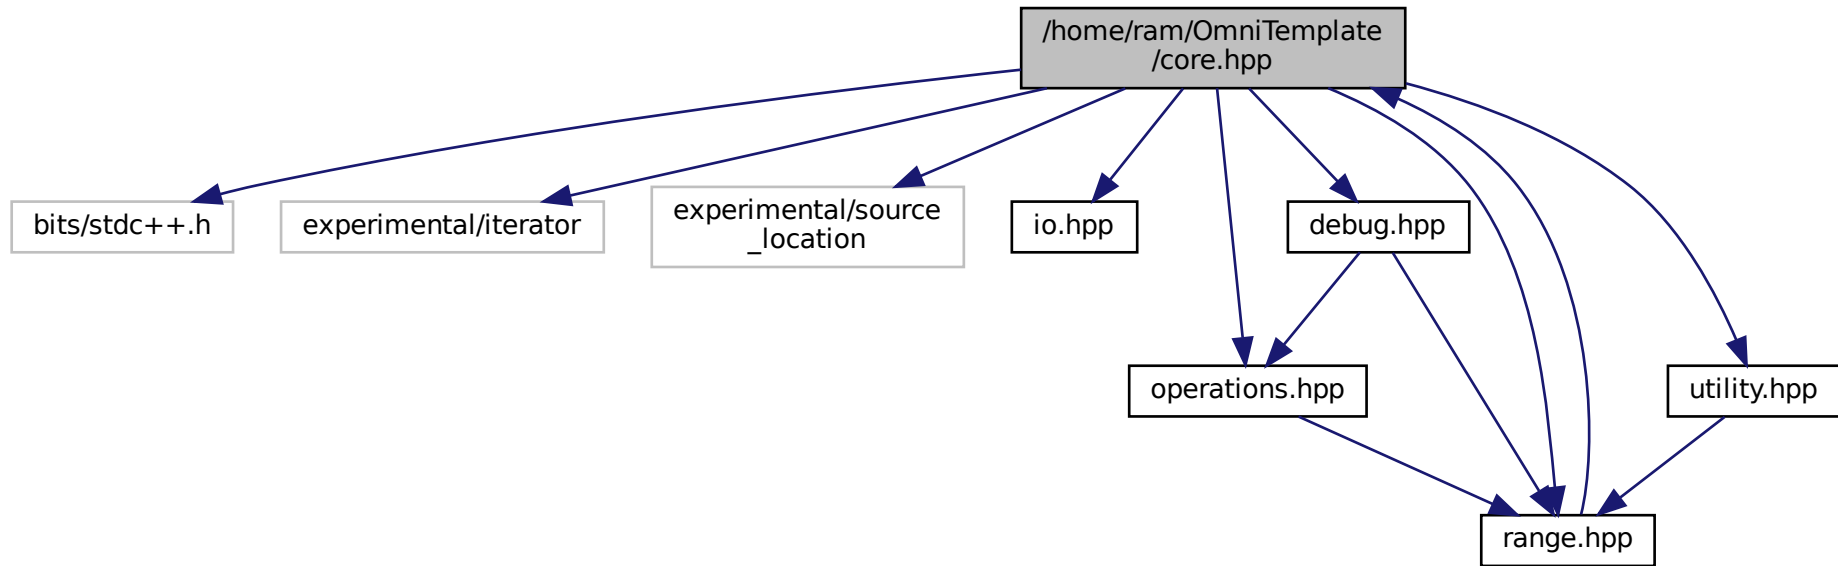 /home/ram/OmniTemplate
/core.hpp
bits/stdc++.h
experimental/iterator
experimental/source
_location
io.hpp
debug.hpp
operations.hpp
utility.hpp
range.hpp